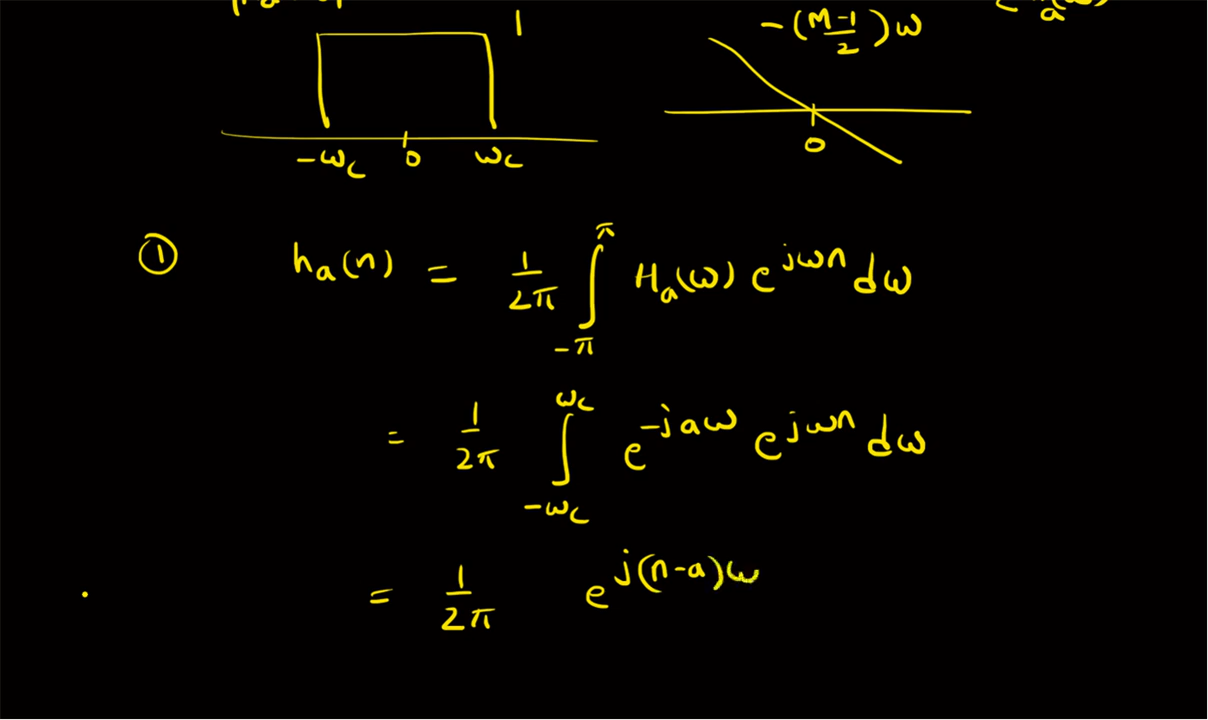 1
-(M-1/2)ω
-ωc 0 ωc
0
① ha(n) = 1/2π ∫_{-π}^{π} Ha(ω) e^{jωn} dω
= 1/2π ∫_{-ωc}^{ωc} e^{-jaω} e^{jωn} dω
= 1/2π e^{j(n-a)ω}